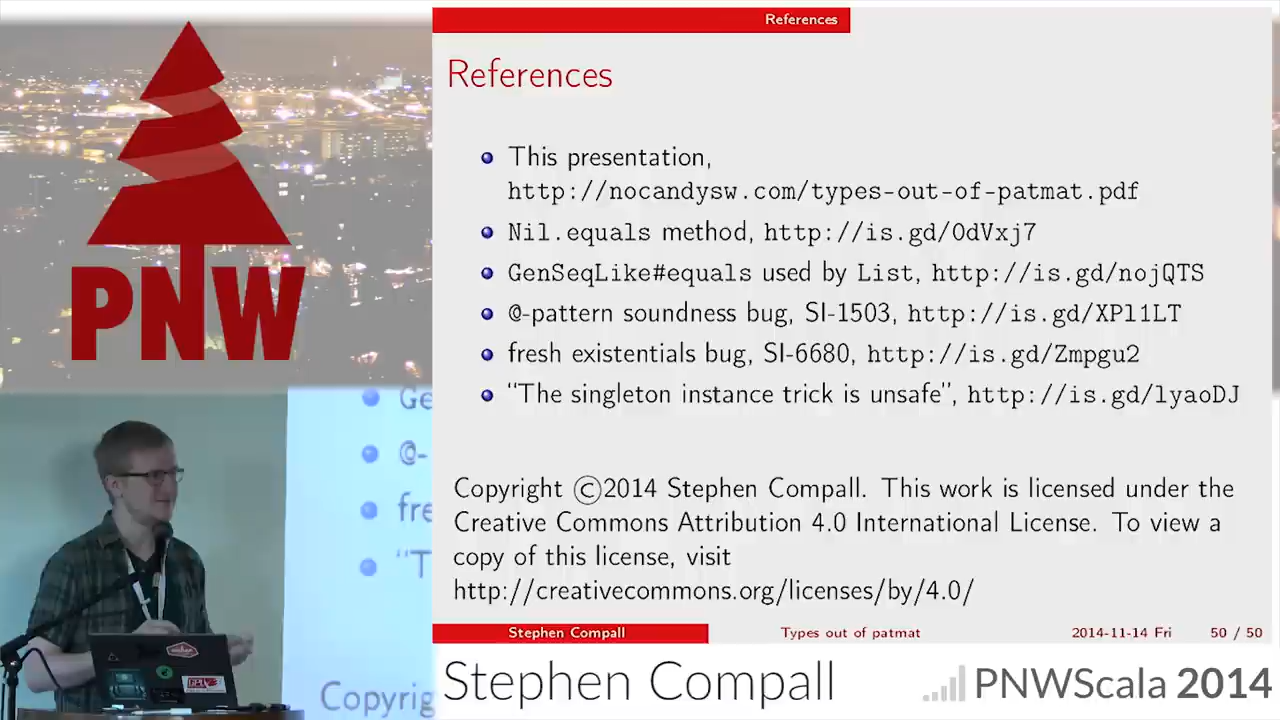 References
References
This presentation,
http://nocandysw.com/types-out-of-patmat.pdf
Nil.equals method, http://is.gd/0dVxj7
GenSeqLike#equals used by List, http://is.gd/nojQTS
@-pattern soundness bug, SI-1503, http://is.gd/XPl1LT
fresh existentials bug, SI-6680, http://is.gd/Zmpgu2
“The singleton instance trick is unsafe”, http://is.gd/lyaoDJ
Copyright ©2014 Stephen Compall. This work is licensed under the
Creative Commons Attribution 4.0 International License. To view a
copy of this license, visit
http://creativecommons.org/licenses/by/4.0/
Stephen Compall Types out of patmat 2014-11-14 Fri 50 / 50
Stephen Compall
PNWScala 2014
PNW
Ge
@-
fre
“T
Copyrig